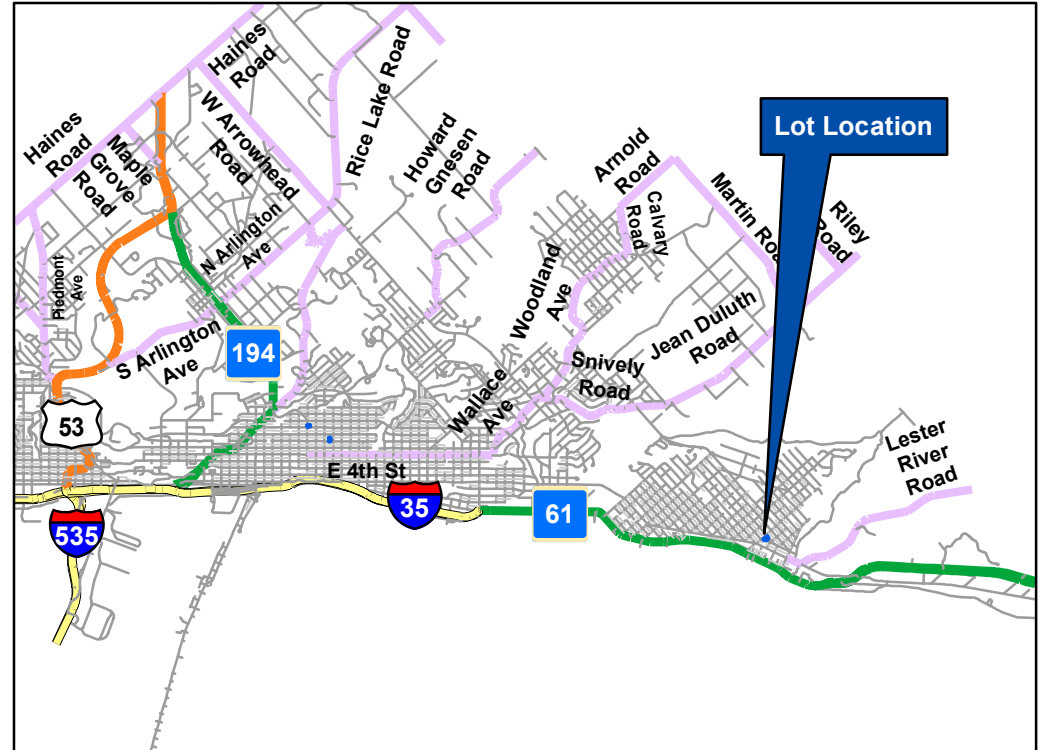 Haines
Road
Haines
Road
Maple
Grove
Road
W Arrowhead
Road
Rice Lake Road
Howard
Gnesen
Road
N Arlington
Ave
Piedmont
Ave
S Arlington
Ave
194
53
535
35
61
E 4th St
Wallace
Ave
Woodland
Ave
Snively
Road
Jean Duluth
Road
Arnold
Road
Calvary
Road
Martin Roa
Riley
Road
Lot Location
Lester
River
Road